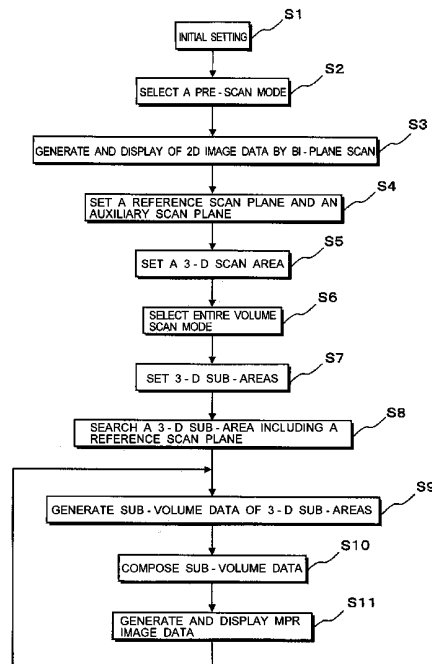 S1
INITIAL SETTING
S2
SELECT A PRE-SCAN MODE
S3
GENERATE AND DISPLAY OF 2D IMAGE DATA BY BI-PLANE SCAN
S4
SET A REFERENCE SCAN PLANE AND AN
AUXILIARY SCAN PLANE
S5
SET A 3-D SCAN AREA
S6
SELECT ENTIRE VOLUME
SCAN MODE
S7
SET 3-D SUB-AREAS
S8
SEARCH A 3-D SUB-AREA INCLUDING A
REFERENCE SCAN PLANE
S9
GENERATE SUB-VOLUME DATA OF 3-D SUB-AREAS
S10
COMPOSE SUB-VOLUME DATA
S11
GENERATE AND DISPLAY MPR
IMAGE DATA